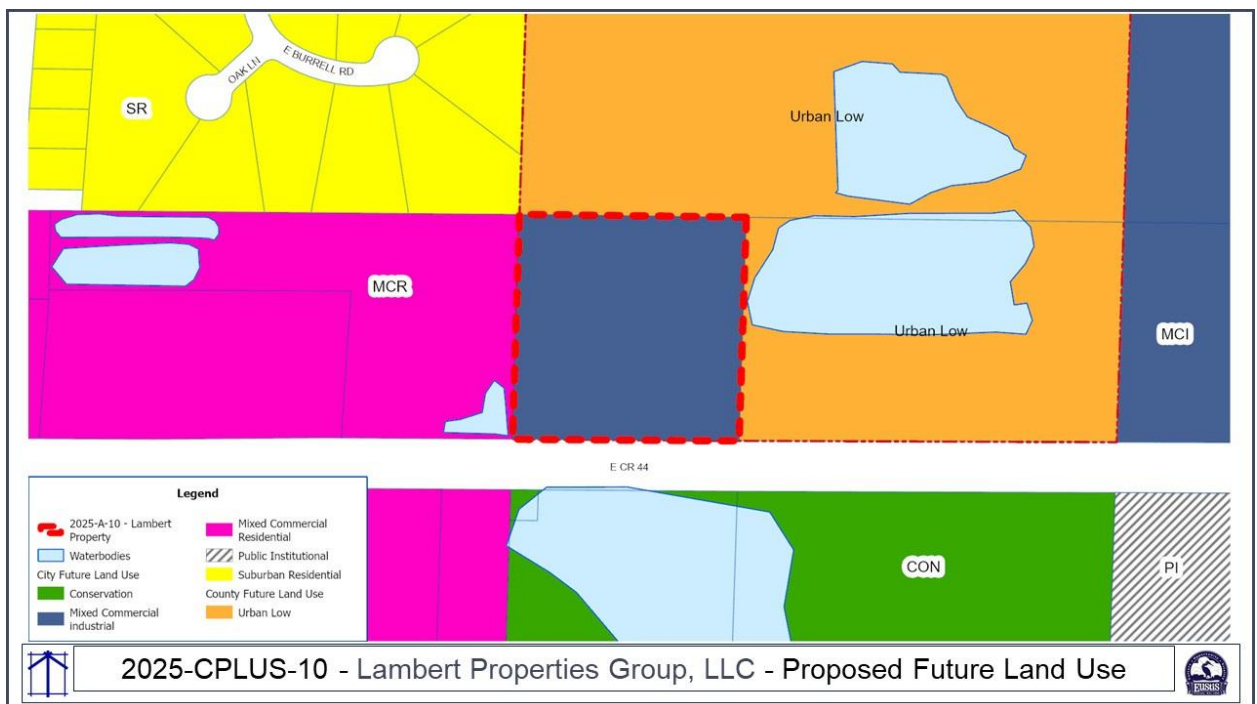 OAK LN
E BURRELL RD
SR
Urban Low
MCR
Urban Low
MCI
E CR 44
CON
PI
Legend
2025-A-10 - Lambert
Property
Waterbodies
City Future Land Use
Conservation
Mixed Commercial
industrial
Mixed Commercial
Residential
Public Institutional
Suburban Residential
County Future Land Use
Urban Low
2025-CPLUS-10 - Lambert Properties Group, LLC - Proposed Future Land Use